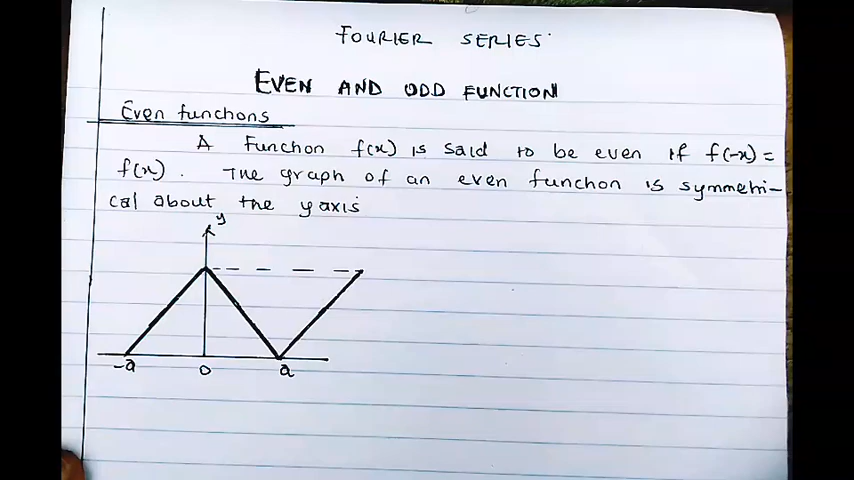 FOURIER SERIES
EVEN AND ODD FUNCTION
Even functions
A Function f(x) is said to be even if f(-x) =
f(x). The graph of an even function is symmetri-
cal about the y axis
y
-a 0 a